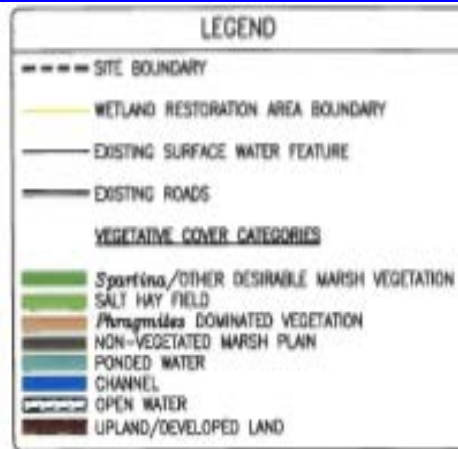 LEGEND
SITE BOUNDARY
WETLAND RESTORATION AREA BOUNDARY
EXISTING SURFACE WATER FEATURE
EXISTING ROADS
VEGETATIVE COVER CATEGORIES
Spartina/OTHER DESIRABLE MARSH VEGETATION
SALT HAY FIELD
Phragmites DOMINATED VEGETATION
NON-VEGETATED MARSH PLAIN
PONDED WATER
CHANNEL
OPEN WATER
UPLAND/DEVELOPED LAND